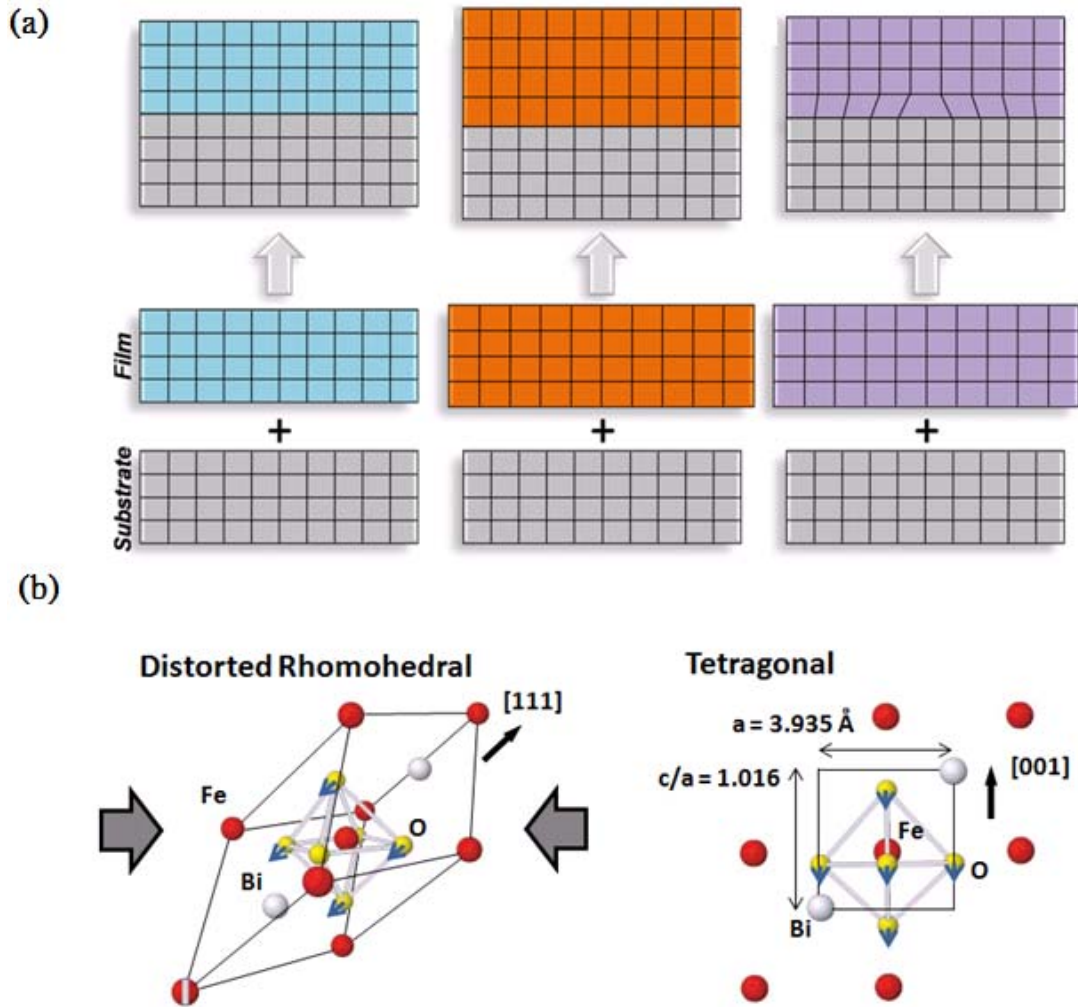 (a)
Film
+ + +
Substrate
(b)
Distorted Rhomohedral
[111]
Fe
O
Bi
Tetragonal
a = 3.935 Å
c/a = 1.016
[001]
Fe
O
Bi